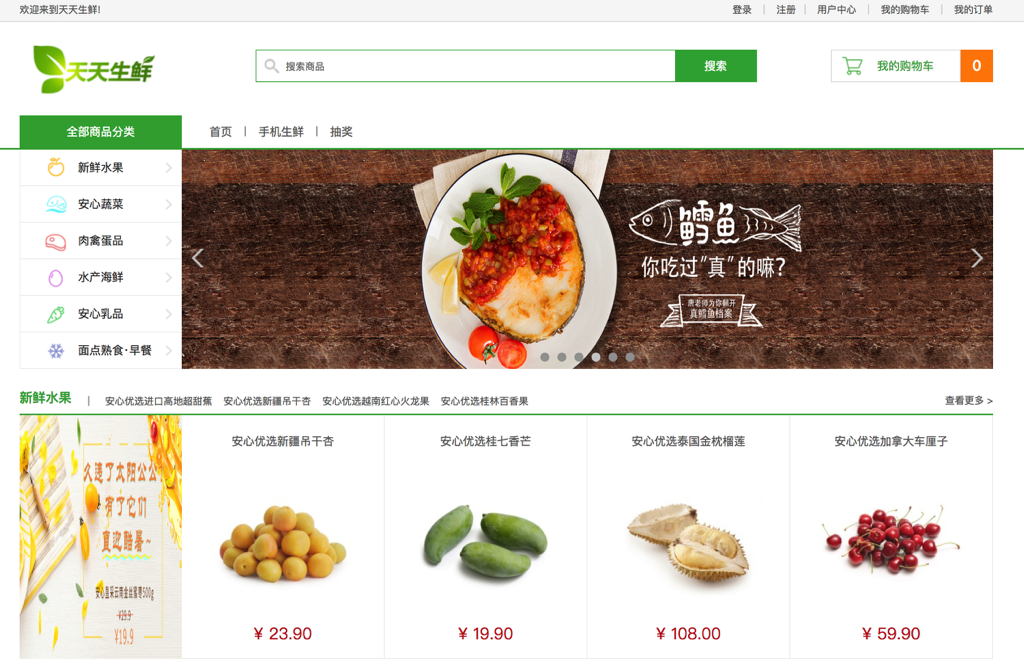 欢迎来到天天生鲜!
登录 | 注册 | 用户中心 | 我的购物车 | 我的订单
天天生鲜
搜索商品
搜索
我的购物车
0
全部商品分类
首页 | 手机生鲜 | 抽奖
新鲜水果
安心蔬菜
肉禽蛋品
水产海鲜
安心乳品
面点熟食·早餐
鳕鱼
你吃过"真"的嘛?
唐老师为你解开
真鳕鱼档案
新鲜水果 | 安心优选进口高地超甜蕉 安心优选新疆吊干杏 安心优选越南红心火龙果 安心优选桂林百香果
查看更多 >
久违了太阳公公
有了它们
直迎酷暑~
安心直采云南金丝蜜枣500g
¥29.9
¥19.9
安心优选新疆吊干杏
¥ 23.90
安心优选桂七香芒
¥ 19.90
安心优选泰国金枕榴莲
¥ 108.00
安心优选加拿大车厘子
¥ 59.90